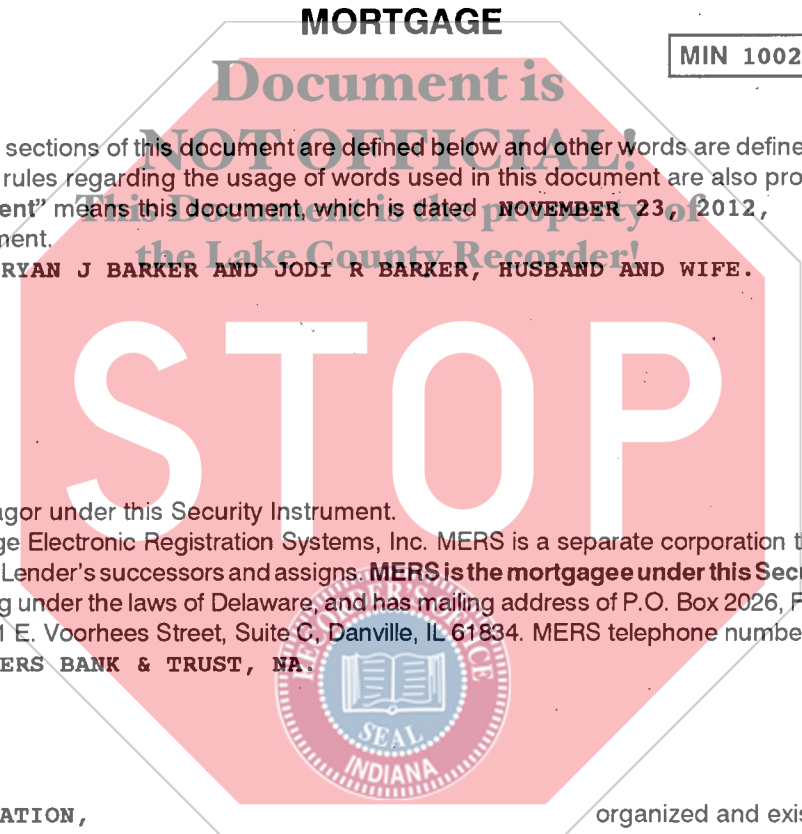 MORTGAGE
MIN 1002
Document is
sections of this document are defined below and other words are define
NOT OFFICIAL!
rules regarding the usage of words used in this document are also pro
ent” means this document, which is dated NOVEMBER 23, 2012,
This Document is the property of
ment.
the Lake County Recorder!
RYAN J BARKER AND JODI R BARKER, HUSBAND AND WIFE.
STOP
agor under this Security Instrument.
ge Electronic Registration Systems, Inc. MERS is a separate corporation t
Lender's successors and assigns. MERS is the mortgagee under this Secu
g under the laws of Delaware, and has mailing address of P.O. Box 2026, F
1 E. Voorhees Street, Suite C, Danville, IL 61834. MERS telephone numbe
ERS BANK & TRUST, NA.
RECORDER'S OFFICE
SEAL
INDIANA
ATION,
organized and exis